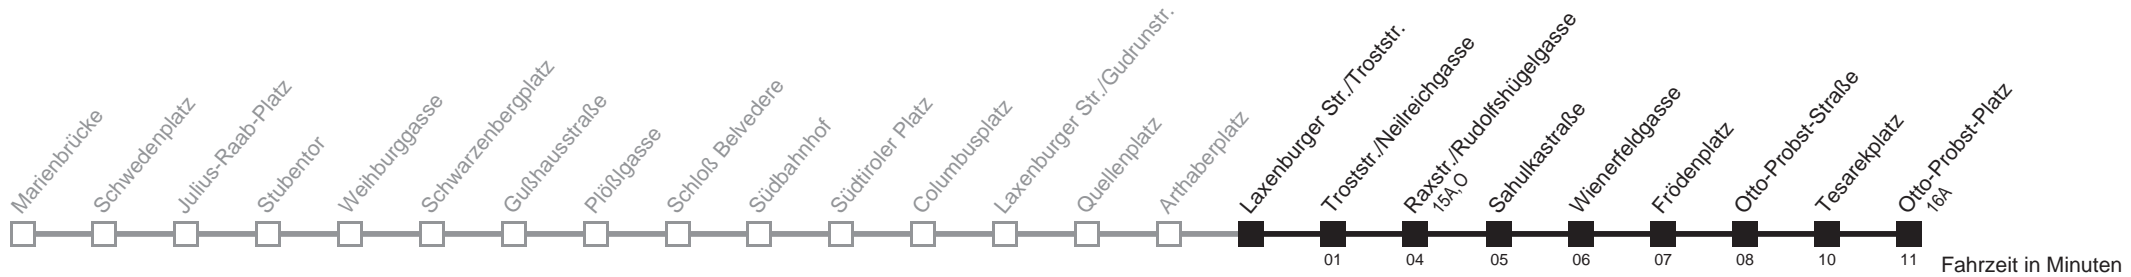 Marienbrücke
Schwedenplatz
Julius-Raab-Platz
Stubentor
Weihburggasse
Schwarzenbergplatz
Gußhausstraße
Plößlgasse
Schloß Belvedere
Südbahnhof
Südtiroler Platz
Columbusplatz
Laxenburger Str./Gudrunstr.
Quellenplatz
Arthaberplatz
Laxenburger Str./Troststr.
Troststr./Neilreichgasse
Raxstr./Rudolfshügelgasse
15A,O
Sahulkastraße
Wienerfeldgasse
Frödenplatz
Otto-Probst-Straße
Tesarekplatz
Otto-Probst-Platz
16A
01 04 05 06 07 08 10 11
Fahrzeit in Minuten